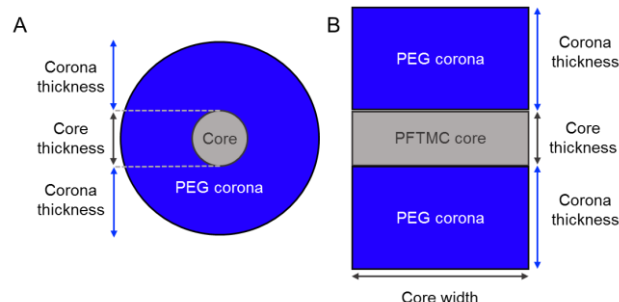 A
Corona
thickness
Core
thickness
Corona
thickness
Core
PEG corona
B
PEG corona
PFTMC core
PEG corona
Corona
thickness
Core
thickness
Corona
thickness
Core width